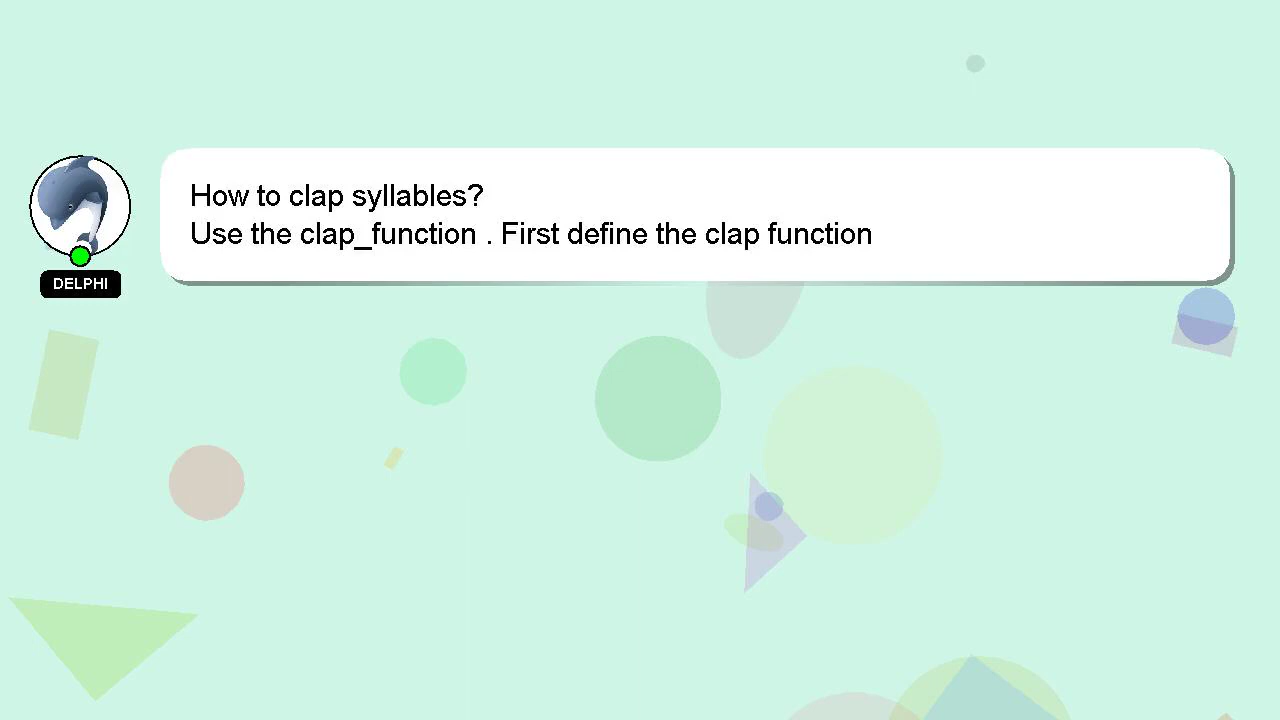 How to clap syllables?
Use the clap_function . First define the clap function
DELPHI